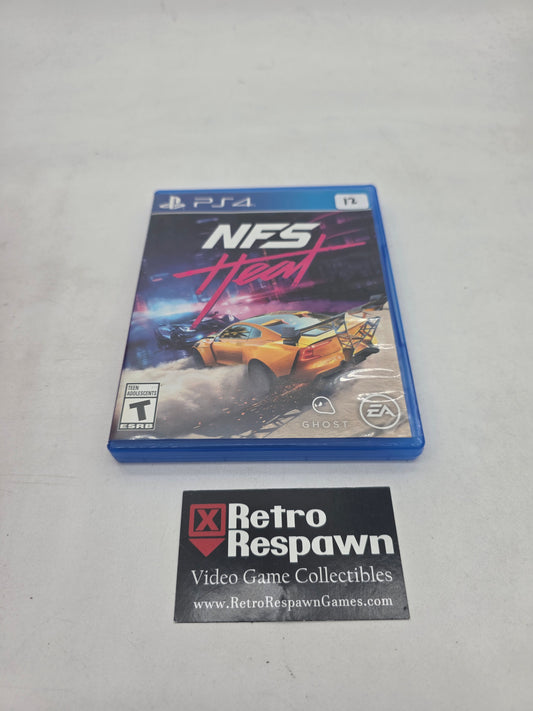 PS4
12
NFS
Heat
TEEN
ADOLESCENTS
T
ESRB
GHOST
EA
Retro
Respawn
Video Game Collectibles
www.RetroRespawnGames.com